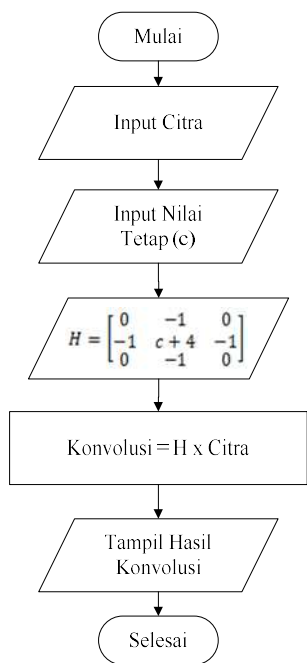 Mulai
Input Citra
Input Nilai
Tetap (c)
0 −1 0
H = [−1 c + 4 −1]
0 −1 0
Konvolusi = H x Citra
Tampil Hasil
Konvolusi
Selesai